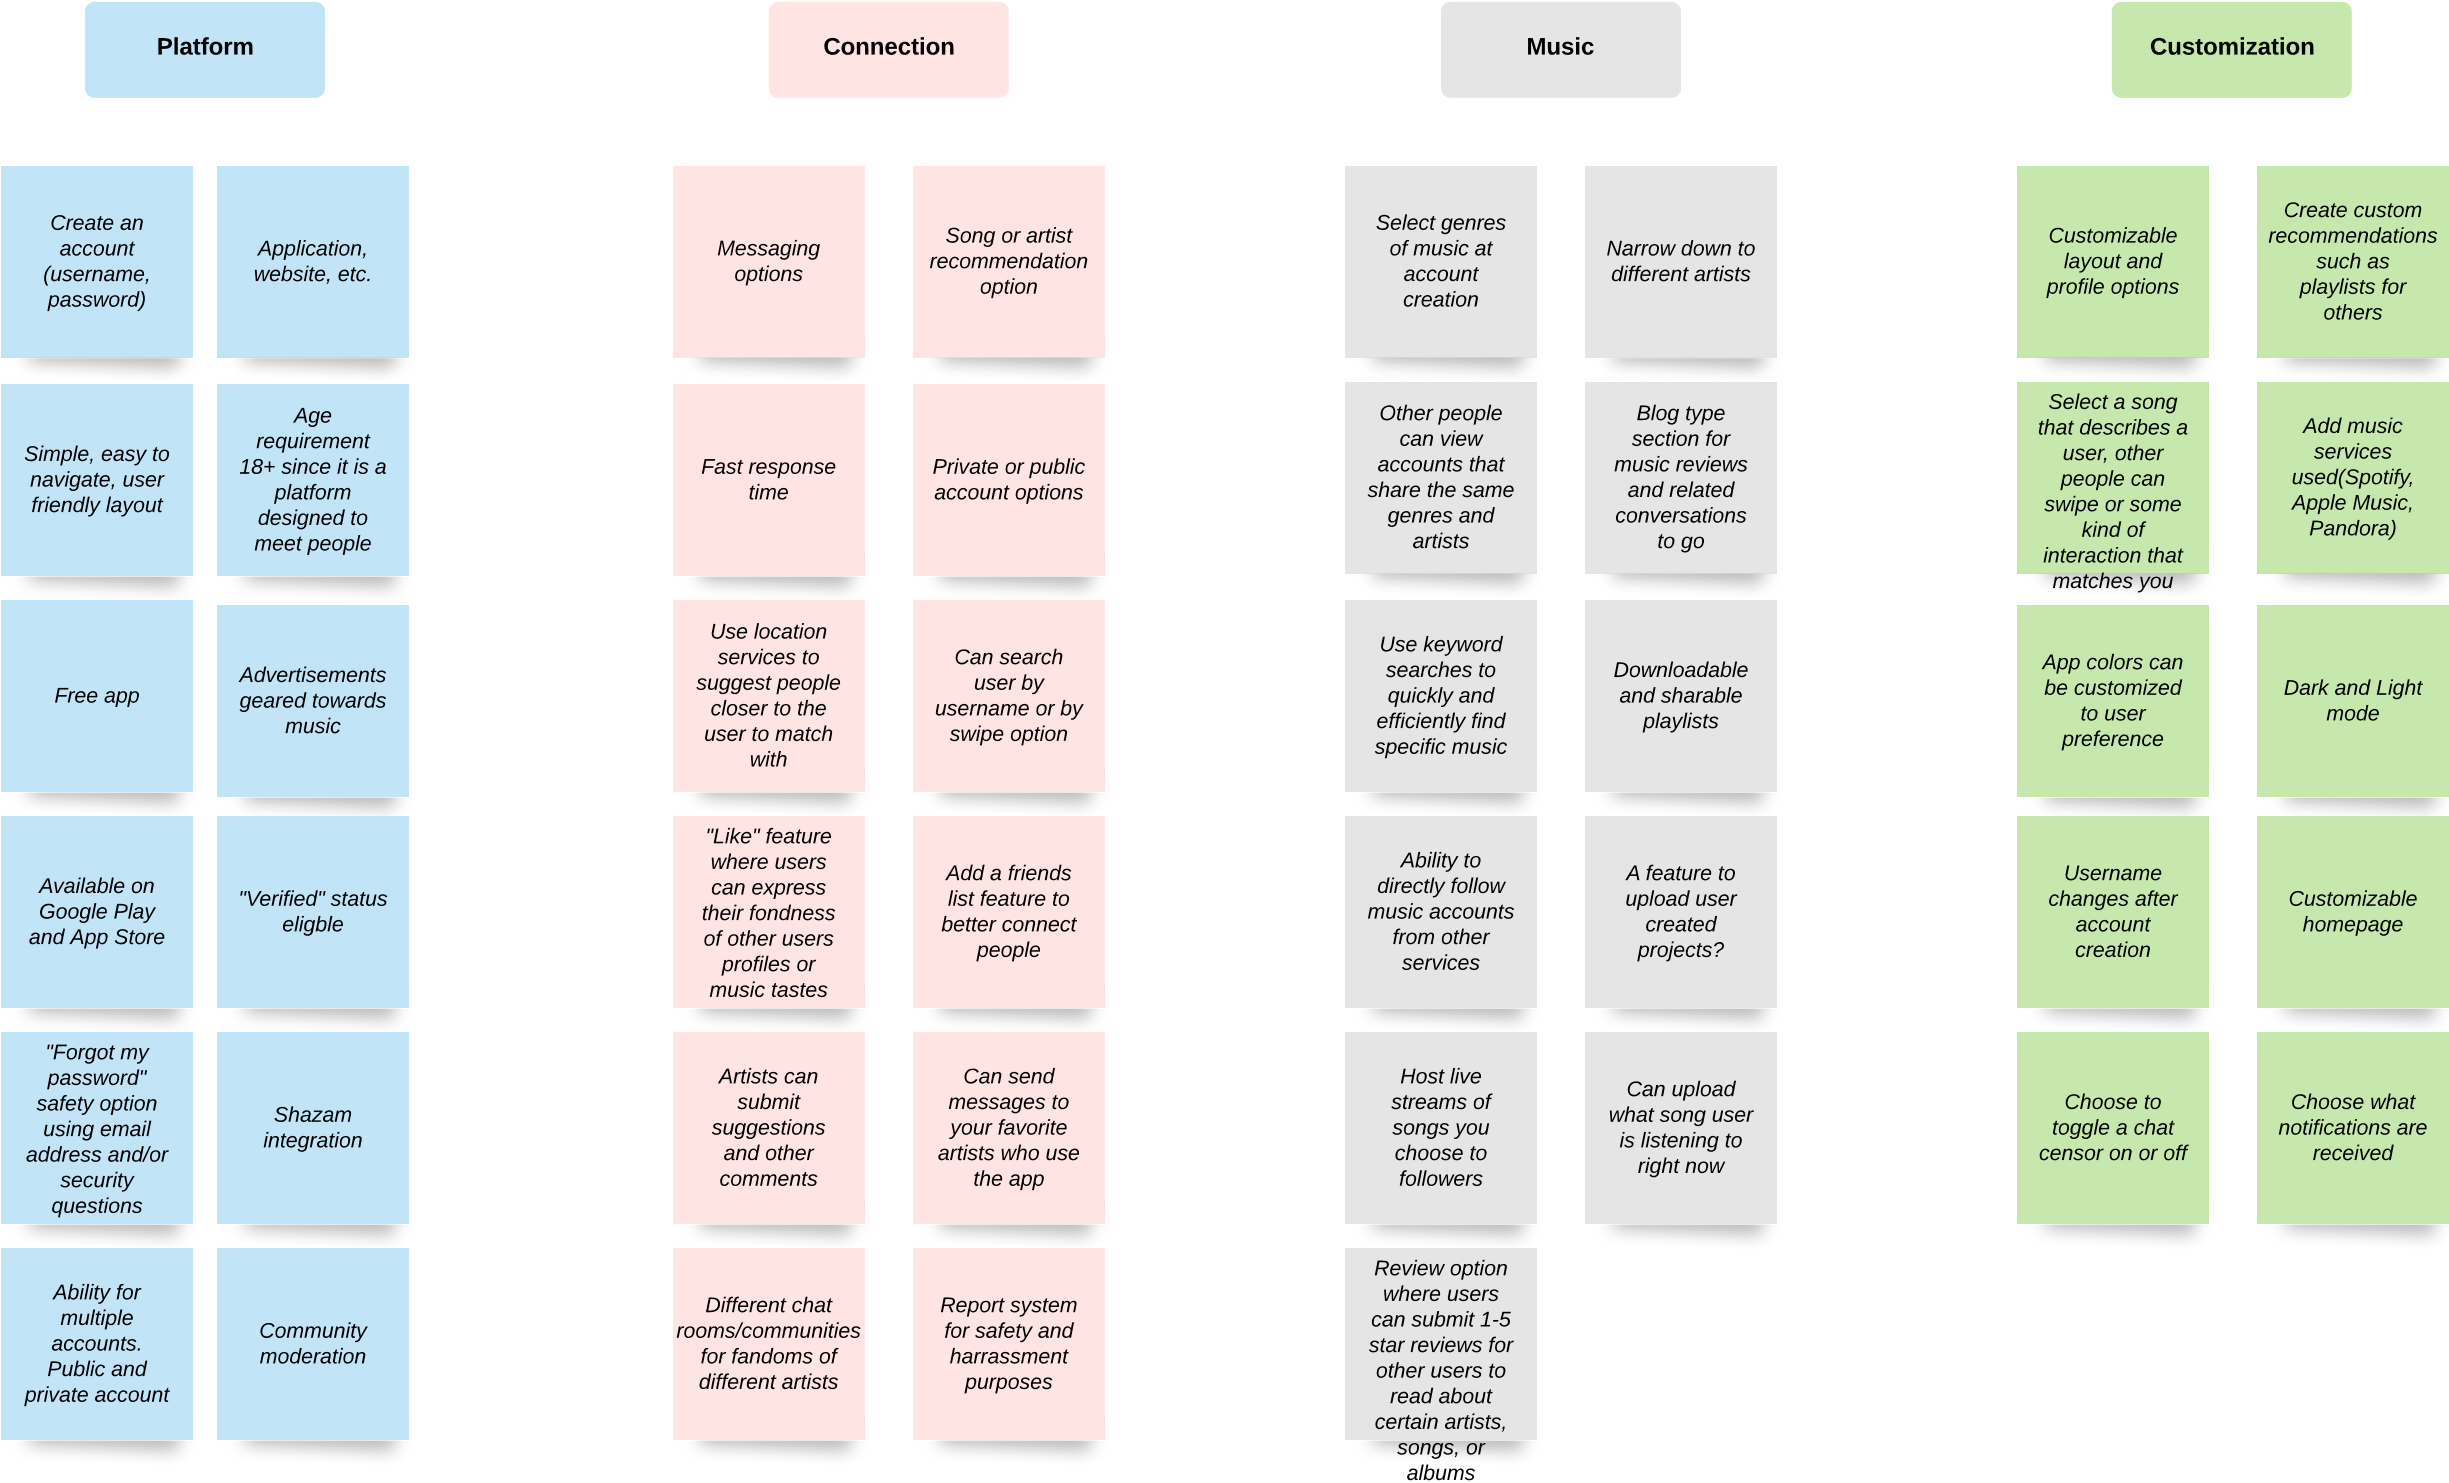 Platform
Create an
account
(username,
password)
Application,
website, etc.
Simple, easy to
navigate, user
friendly layout
Age
requirement
18+ since it is a
platform
designed to
meet people
Free app
Advertisements
geared towards
music
Available on
Google Play
and App Store
"Verified" status
eligble
"Forgot my
password"
safety option
using email
address and/or
security
questions
Shazam
integration
Ability for
multiple
accounts.
Public and
private account
Community
moderation
Connection
Messaging
options
Song or artist
recommendation
option
Fast response
time
Private or public
account options
Use location
services to
suggest people
closer to the
user to match
with
Can search
user by
username or by
swipe option
"Like" feature
where users
can express
their fondness
of other users
profiles or
music tastes
Add a friends
list feature to
better connect
people
Artists can
submit
suggestions
and other
comments
Can send
messages to
your favorite
artists who use
the app
Different chat
rooms/communities
for fandoms of
different artists
Report system
for safety and
harrassment
purposes
Music
Select genres
of music at
account
creation
Narrow down to
different artists
Other people
can view
accounts that
share the same
genres and
artists
Blog type
section for
music reviews
and related
conversations
to go
Use keyword
searches to
quickly and
efficiently find
specific music
Downloadable
and sharable
playlists
Ability to
directly follow
music accounts
from other
services
A feature to
upload user
created
projects?
Host live
streams of
songs you
choose to
followers
Can upload
what song user
is listening to
right now
Review option
where users
can submit 1-5
star reviews for
other users to
read about
certain artists,
songs, or
albums
Customization
Customizable
layout and
profile options
Create custom
recommendations
such as
playlists for
others
Select a song
that describes a
user, other
people can
swipe or some
kind of
interaction that
matches you
Add music
services
used(Spotify,
Apple Music,
Pandora)
App colors can
be customized
to user
preference
Dark and Light
mode
Username
changes after
account
creation
Customizable
homepage
Choose to
toggle a chat
censor on or off
Choose what
notifications are
received